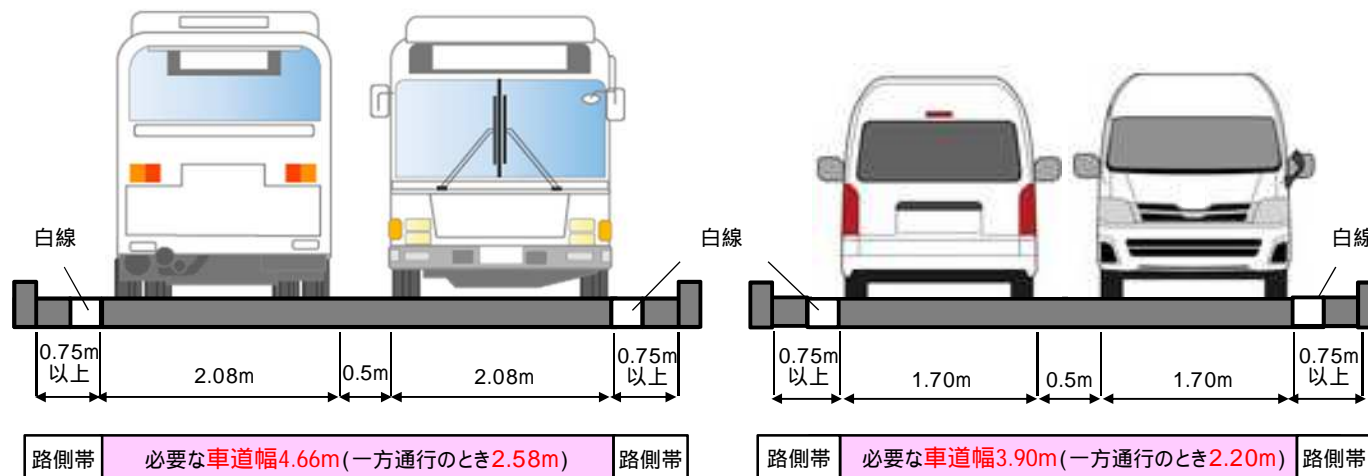 白線
白線
白線
0.75m
以上
2.08m
0.5m
2.08m
0.75m
以上
0.75m
以上
1.70m
0.5m
1.70m
0.75m
以上
路側帯
必要な車道幅4.66m(一方通行のとき2.58m)
路側帯
路側帯
必要な車道幅3.90m(一方通行のとき2.20m)
路側帯